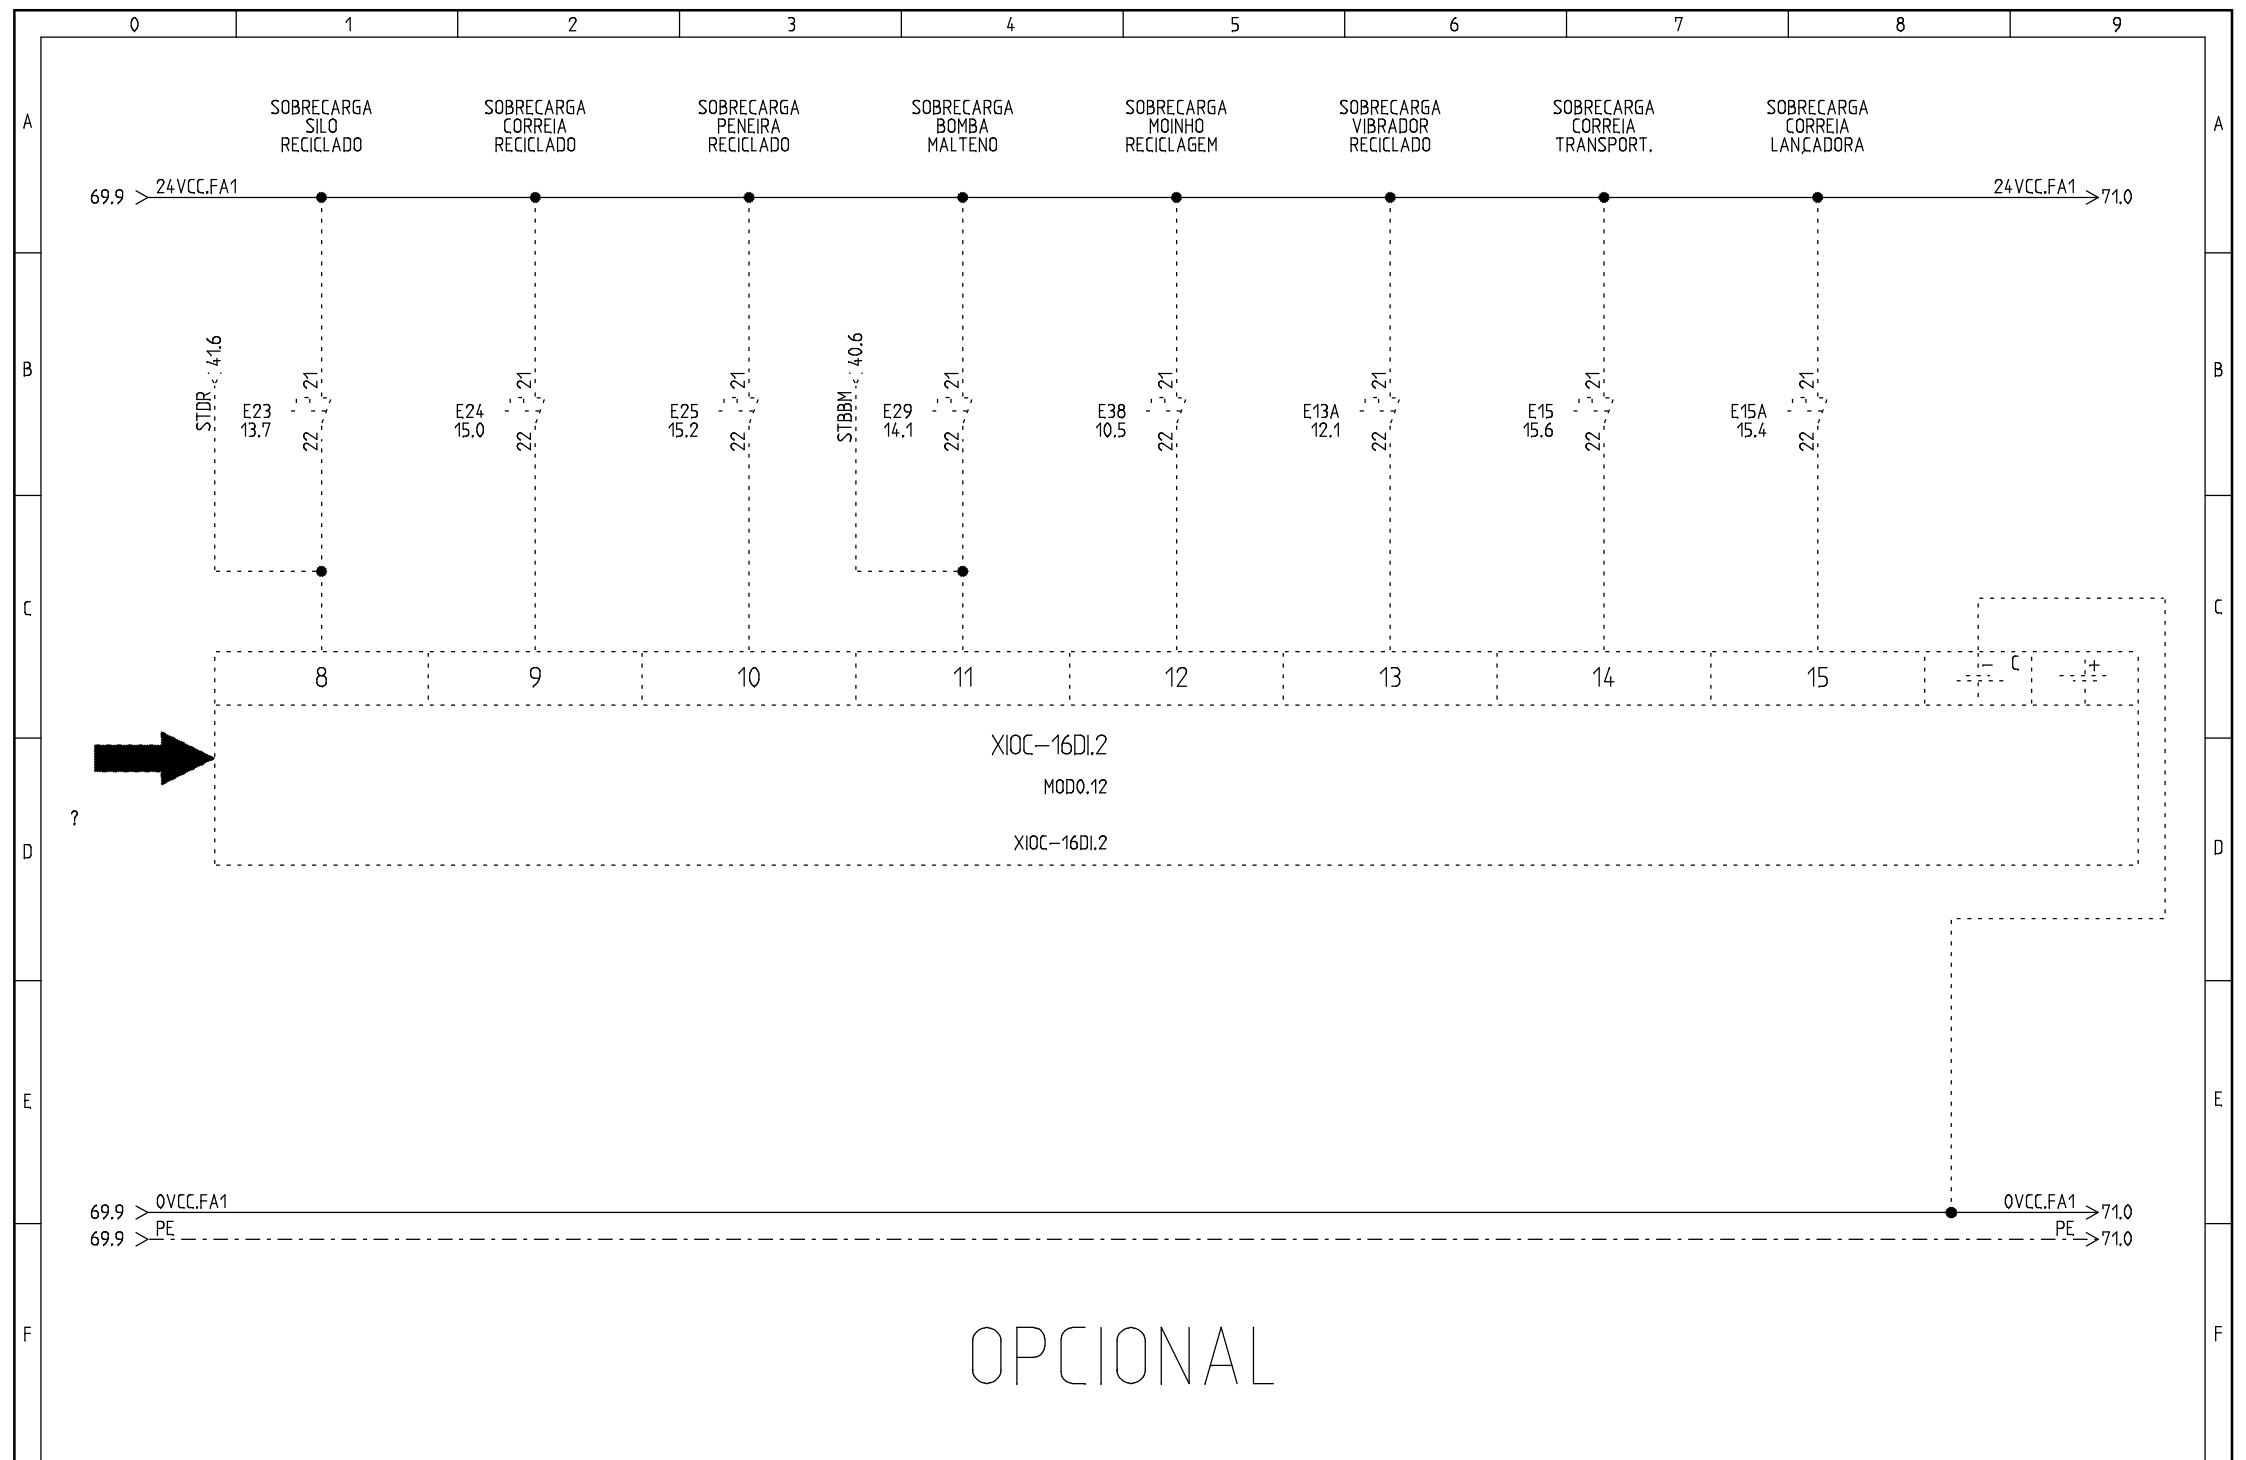 0 1 2 3 4 5 6 7 8 9
A A
SOBRECARGA SILO RECICLADO
SOBRECARGA CORREIA RECICLADO
SOBRECARGA PENEIRA RECICLADO
SOBRECARGA BOMBA MALTENO
SOBRECARGA MOINHO RECICLAGEM
SOBRECARGA VIBRADOR RECICLADO
SOBRECARGA CORREIA TRANSPORT.
SOBRECARGA CORREIA LANÇADORA
69.9 24VCC.FA1 24VCC.FA1 71.0
B B
STDR 41.6
E23 13.7 21 22
E24 15.0 21 22
E25 15.2 21 22
STBBM 40.6
E29 14.1 21 22
E38 10.5 21 22
E13A 12.1 21 22
E15 15.6 21 22
E15A 15.4 21 22
C C
8 9 10 11 12 13 14 15 - C +
XIOC-16DI.2
MODO.12
?
XIOC-16DI.2
D D
E E
69.9 0VCC.FA1 0VCC.FA1 71.0
69.9 PE PE 71.0
F F
OPCIONAL